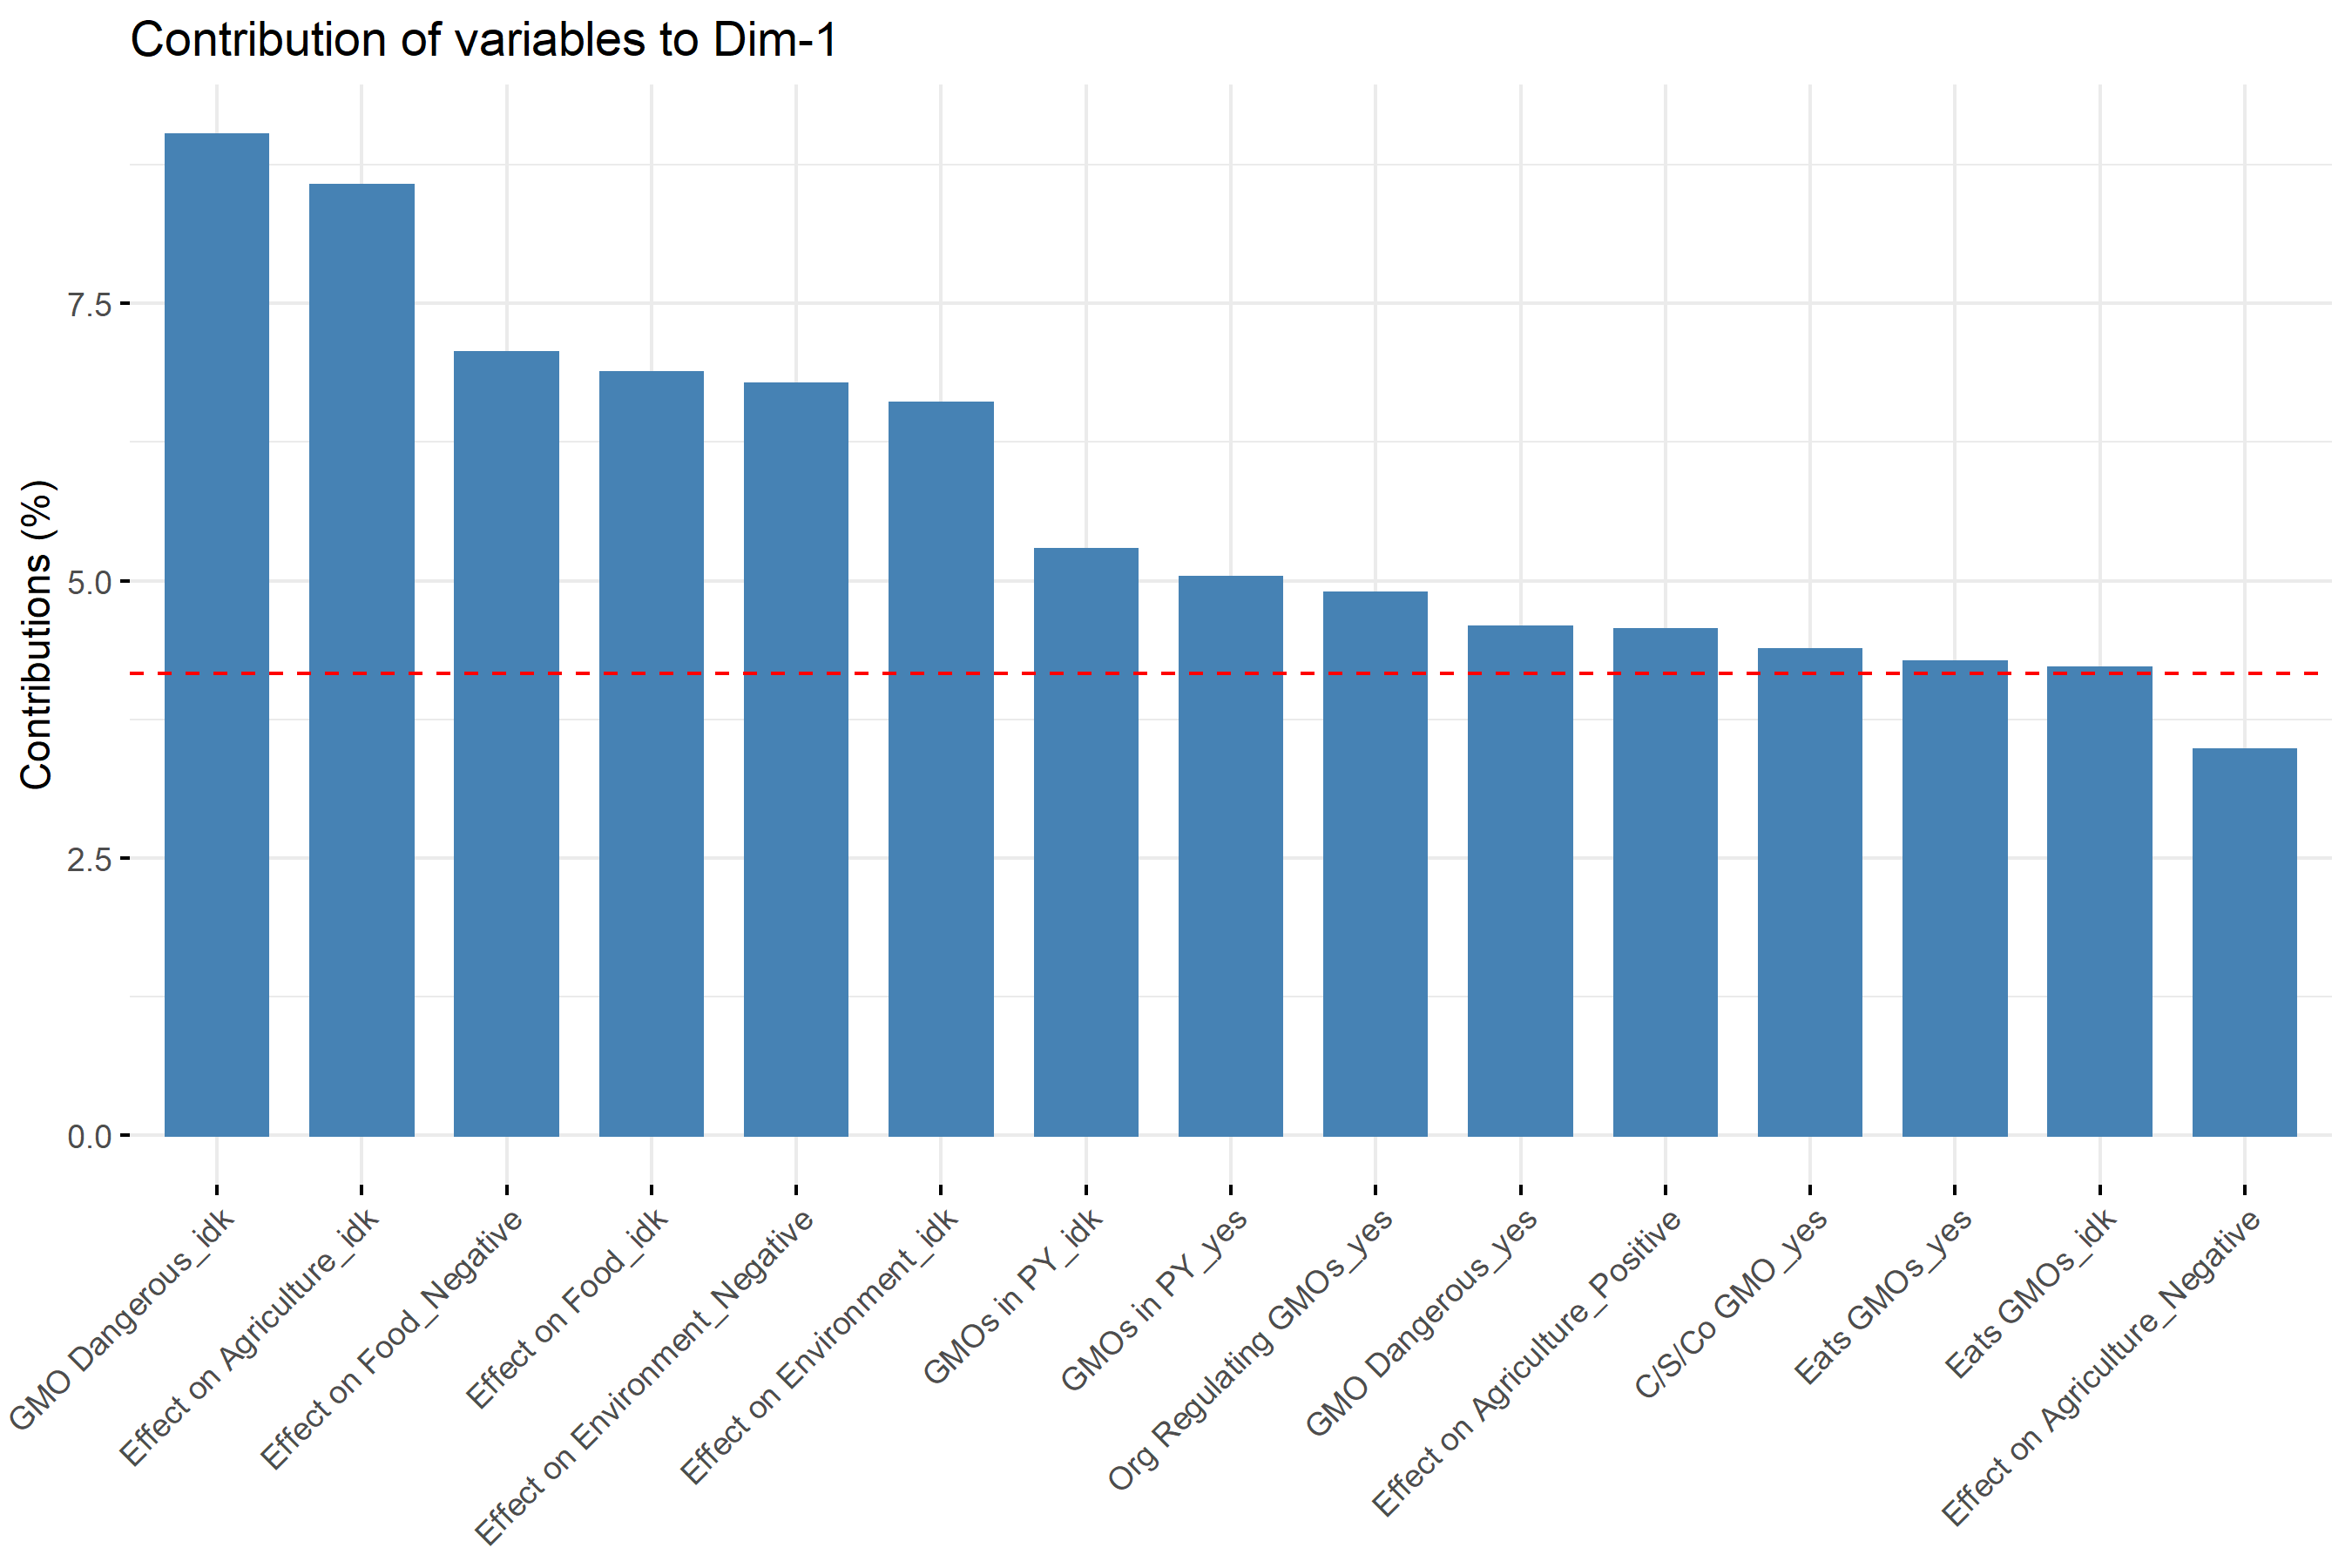 Contribution of variables to Dim-1
Contributions (%)
7.5
5.0
2.5
0.0
GMO Dangerous_idk
Effect on Agriculture_idk
Effect on Food_Negative
Effect on Food_idk
Effect on Environment_Negative
Effect on Environment_idk
GMOs in PY_idk
GMOs in PY_yes
Org Regulating GMOs_yes
GMO Dangerous_yes
Effect on Agriculture_Positive
C/S/Co GMO_yes
Eats GMOs_yes
Eats GMOs_idk
Effect on Agriculture_Negative